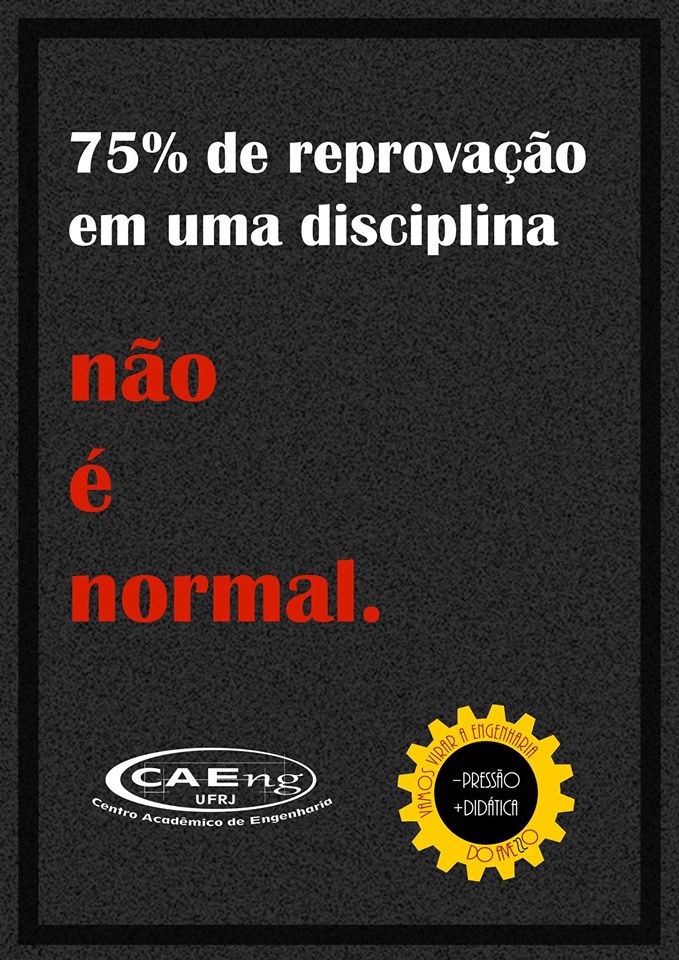 75% de reprovação
em uma disciplina
não
é
normal.
CAEng
UFRJ
Centro Acadêmico de Engenharia
VAMOS VIRAR A ENGENHARIA
-PRESSÃO
+DIDÁTICA
DO AVEZZO